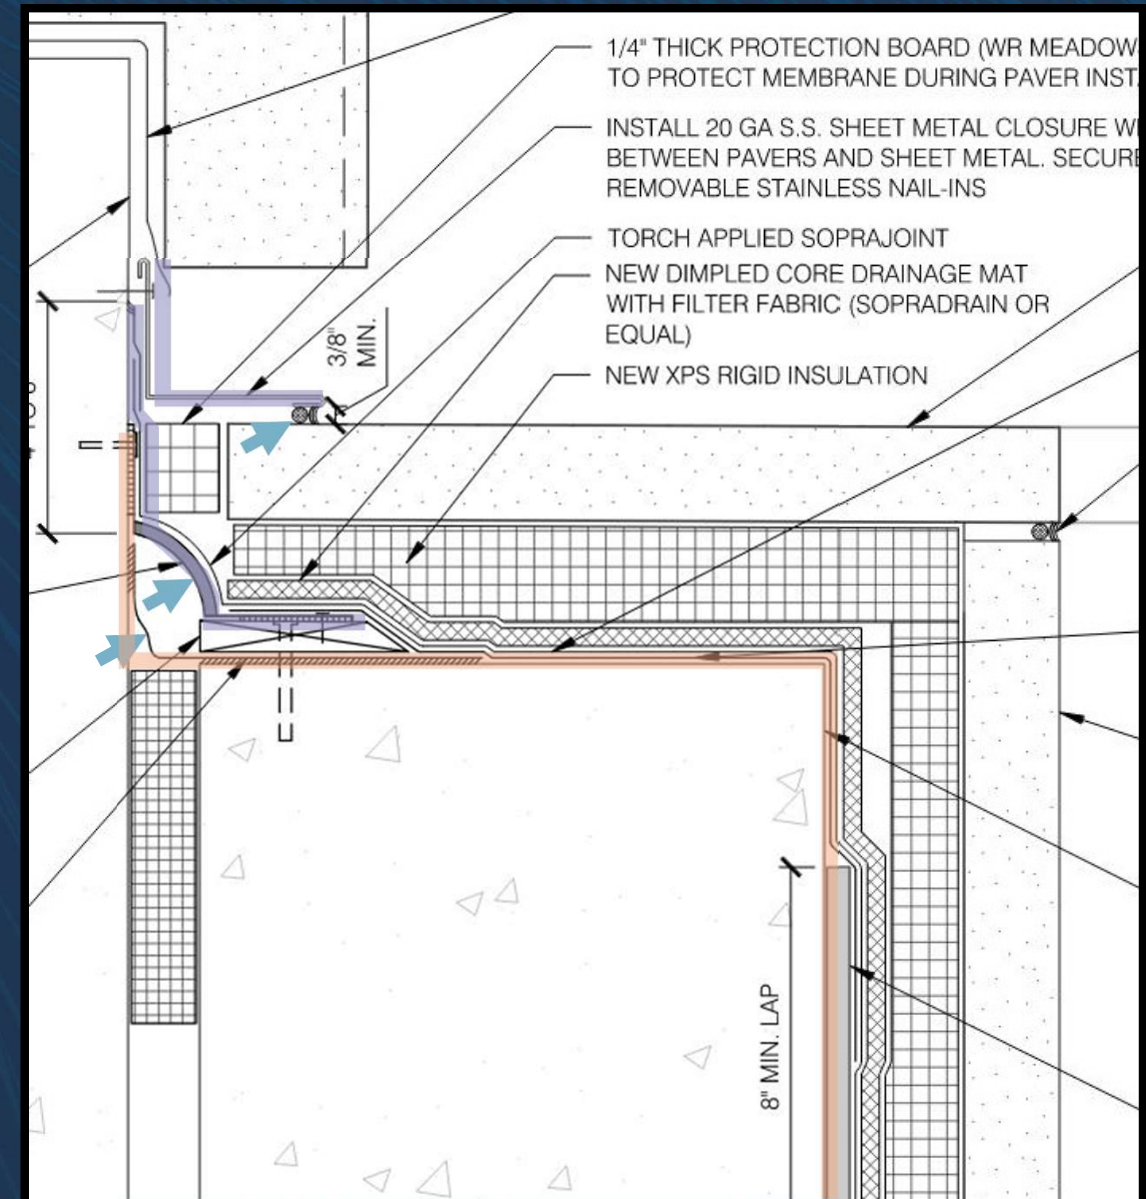 1/4" THICK PROTECTION BOARD (WR MEADOW
TO PROTECT MEMBRANE DURING PAVER INST
INSTALL 20 GA S.S. SHEET METAL CLOSURE
BETWEEN PAVERS AND SHEET METAL. SECURE
REMOVABLE STAINLESS NAIL-INS
TORCH APPLIED SOPRAJOINT
NEW DIMPLED CORE DRAINAGE MAT
WITH FILTER FABRIC (SOPRADRAIN OR
EQUAL)
NEW XPS RIGID INSULATION
3/8"
MIN.
8" MIN. LAP